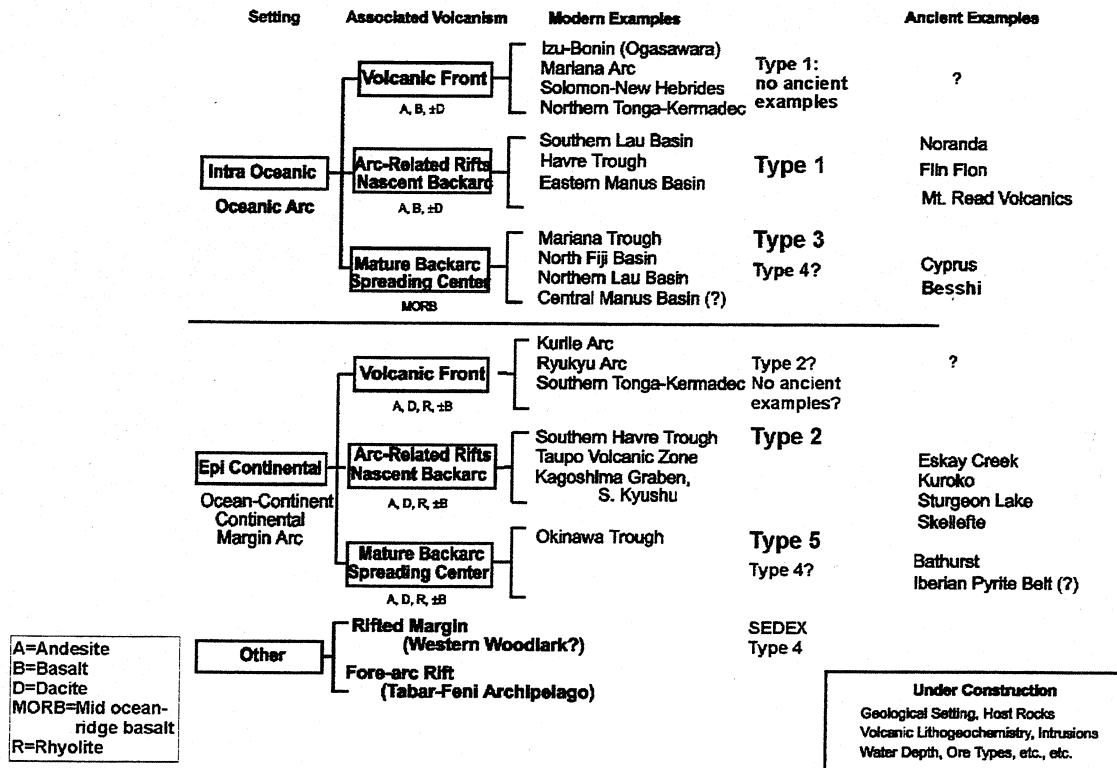 Setting Associated Volcanism Modern Examples Ancient Examples
Volcanic Front
A, B, ±D
Izu-Bonin (Ogasawara)
Mariana Arc
Solomon-New Hebrides
Northern Tonga-Kermadec
Type 1:
no ancient
examples
?
Intra Oceanic
Oceanic Arc
Arc-Related Rifts
Nascent Backarc
A, B, ±D
Southern Lau Basin
Havre Trough
Eastern Manus Basin
Type 1
Noranda
Flin Flon
Mt. Read Volcanics
Mature Backarc
Spreading Center
MORB
Mariana Trough
North Fiji Basin
Northern Lau Basin
Central Manus Basin (?)
Type 3
Type 4?
Cyprus
Besshi
Volcanic Front
A, D, R, ±B
Kurile Arc
Ryukyu Arc
Southern Tonga-Kermadec
Type 2?
No ancient
examples?
?
Epi Continental
Ocean-Continent
Continental
Margin Arc
Arc-Related Rifts
Nascent Backarc
A, D, R, ±B
Southern Havre Trough
Taupo Volcanic Zone
Kagoshima Graben,
S. Kyushu
Type 2
Eskay Creek
Kuroko
Sturgeon Lake
Skellefte
Mature Backarc
Spreading Center
A, D, R, ±B
Okinawa Trough
Type 5
Type 4?
Bathurst
Iberian Pyrite Belt (?)
Other
Rifted Margin
(Western Woodlark?)
Fore-arc Rift
(Tabar-Feni Archipelago)
SEDEX
Type 4
A=Andesite
B=Basalt
D=Dacite
MORB=Mid ocean-
ridge basalt
R=Rhyolite
Under Construction
Geological Setting, Host Rocks
Volcanic Lithogeochemistry, Intrusions
Water Depth, Ore Types, etc., etc.